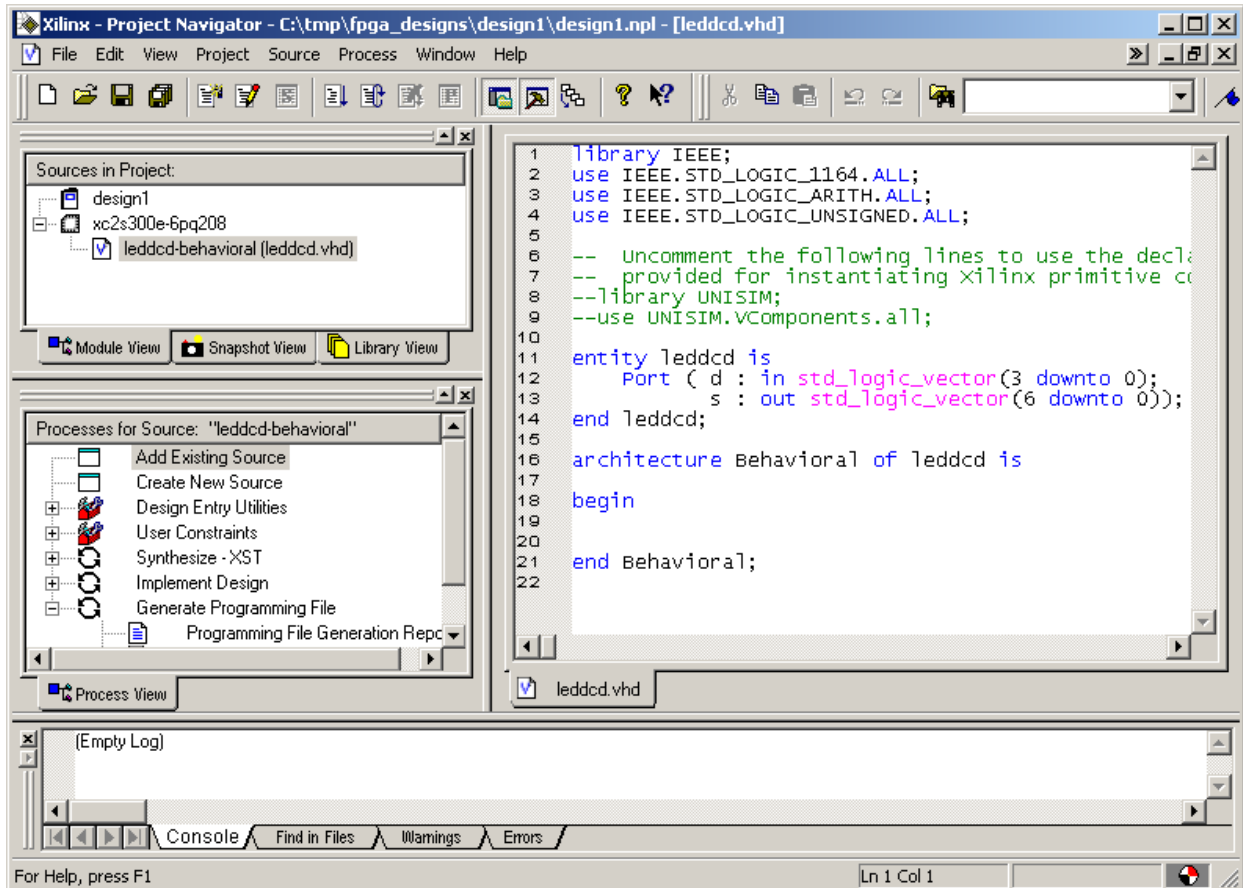 Xilinx - Project Navigator - C:\tmp\fpga_designs\design1\design1.npl - [leddcd.vhd]
File Edit View Project Source Process Window Help
Sources in Project:
design1
xc2s300e-6pq208
leddcd-behavioral (leddcd.vhd)
Module View Snapshot View Library View
Processes for Source: "leddcd-behavioral"
Add Existing Source
Create New Source
Design Entry Utilities
User Constraints
Synthesize - XST
Implement Design
Generate Programming File
Programming File Generation Repo
Process View
1 library IEEE;
2 use IEEE.STD_LOGIC_1164.ALL;
3 use IEEE.STD_LOGIC_ARITH.ALL;
4 use IEEE.STD_LOGIC_UNSIGNED.ALL;
5
6 -- Uncomment the following lines to use the decla
7 -- provided for instantiating Xilinx primitive co
8 --library UNISIM;
9 --use UNISIM.VComponents.all;
10
11 entity leddcd is
12 Port ( d : in std_logic_vector(3 downto 0);
13 s : out std_logic_vector(6 downto 0));
14 end leddcd;
15
16 architecture Behavioral of leddcd is
17
18 begin
19
20
21 end Behavioral;
22
leddcd.vhd
(Empty Log)
Console Find in Files Warnings Errors
For Help, press F1
Ln 1 Col 1